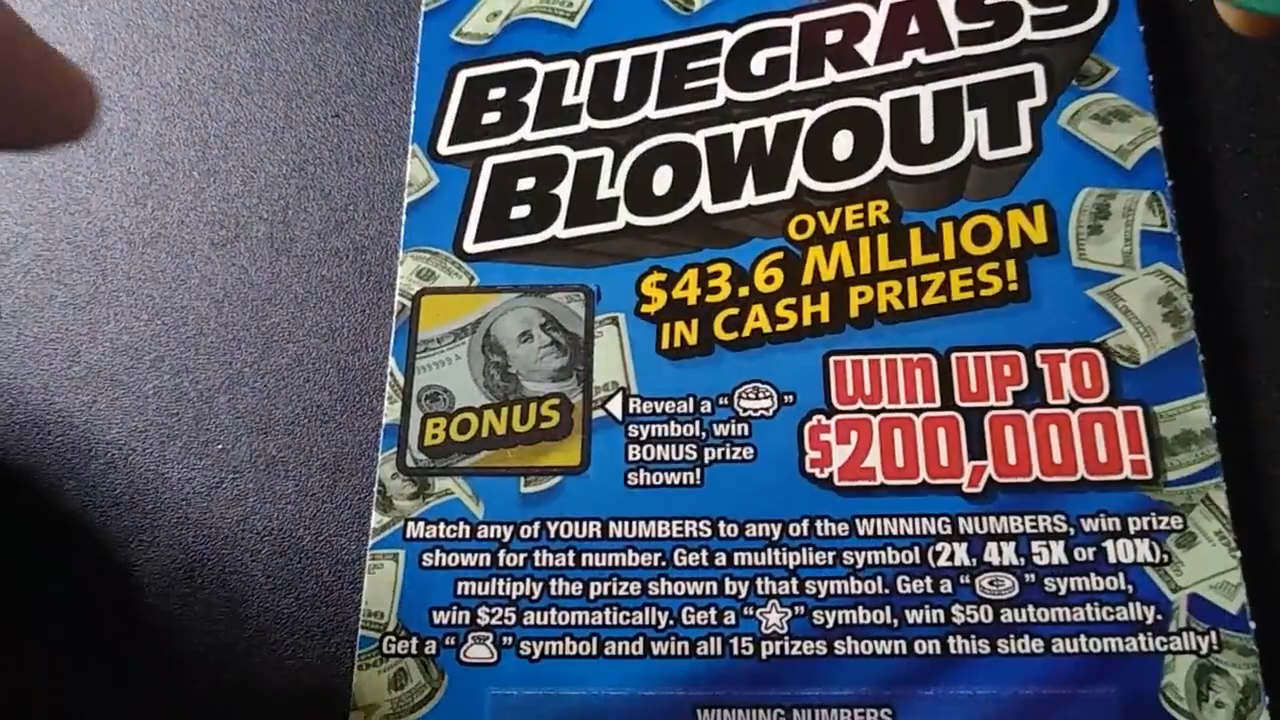 BLUEGRASS
BLOWOUT
OVER
$43.6 MILLION
IN CASH PRIZES!
BONUS
Reveal a " "
symbol, win
BONUS prize
shown!
WIN UP TO
$200,000!
Match any of YOUR NUMBERS to any of the WINNING NUMBERS, win prize
shown for that number. Get a multiplier symbol (2X, 4X, 5X or 10X),
multiply the prize shown by that symbol. Get a " " symbol,
win $25 automatically. Get a " " symbol, win $50 automatically.
Get a " " symbol and win all 15 prizes shown on this side automatically!
WINNING NUMBERS